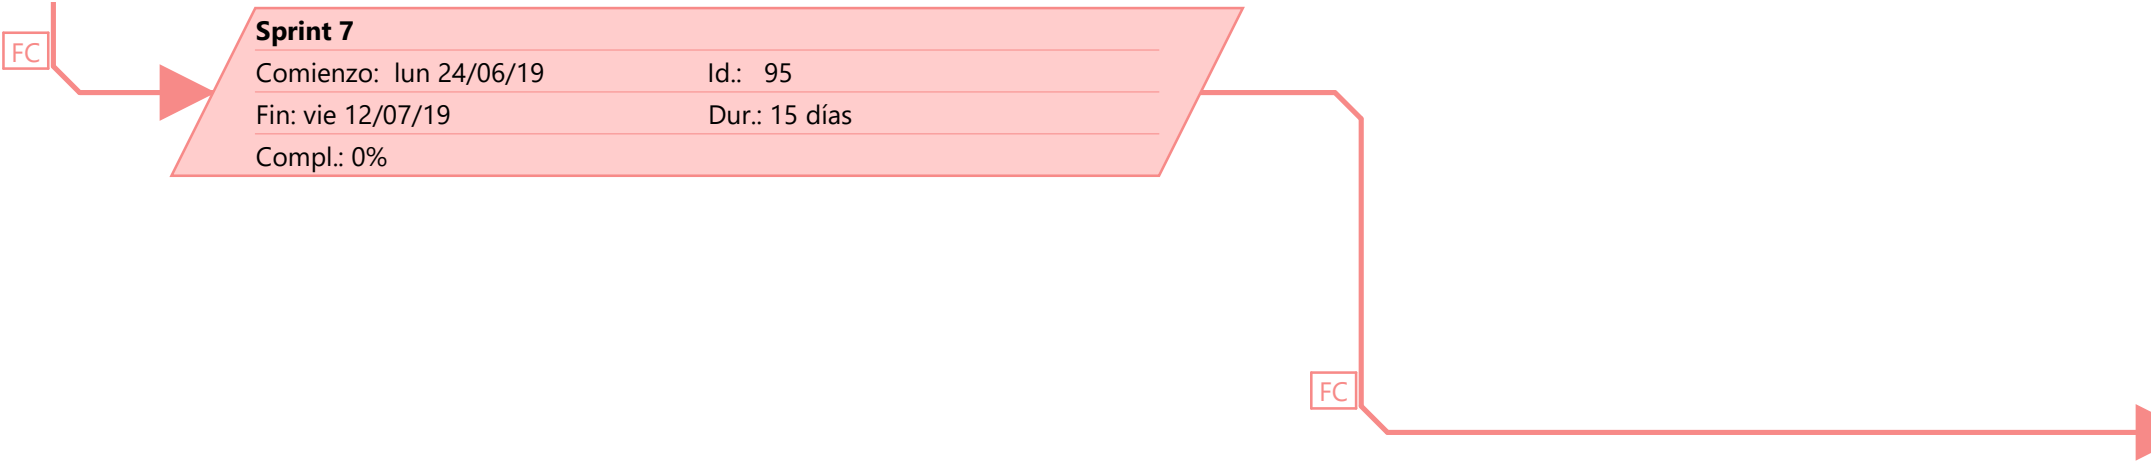 Sprint 7
FC
Comienzo: lun 24/06/19 Id.: 95
Fin: vie 12/07/19 Dur.: 15 días
Compl.: 0%
FC